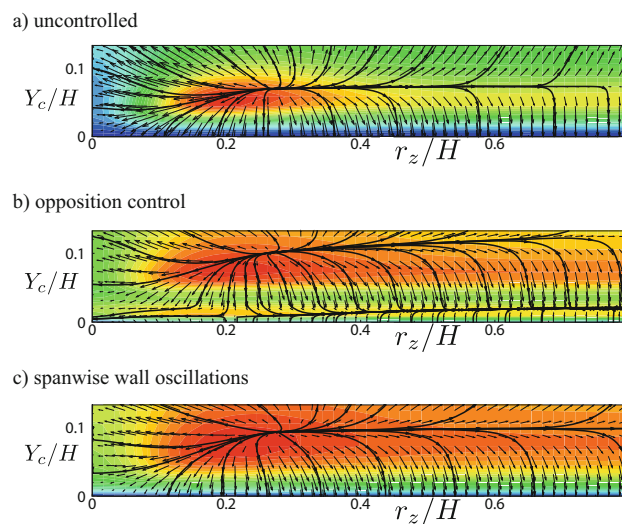 a) uncontrolled
0.1
Y_c/H
0
0 0.2 0.4 0.6
r_z/H
b) opposition control
0.1
Y_c/H
0
0 0.2 0.4 0.6
r_z/H
c) spanwise wall oscillations
0.1
Y_c/H
0
0 0.2 0.4 0.6
r_z/H